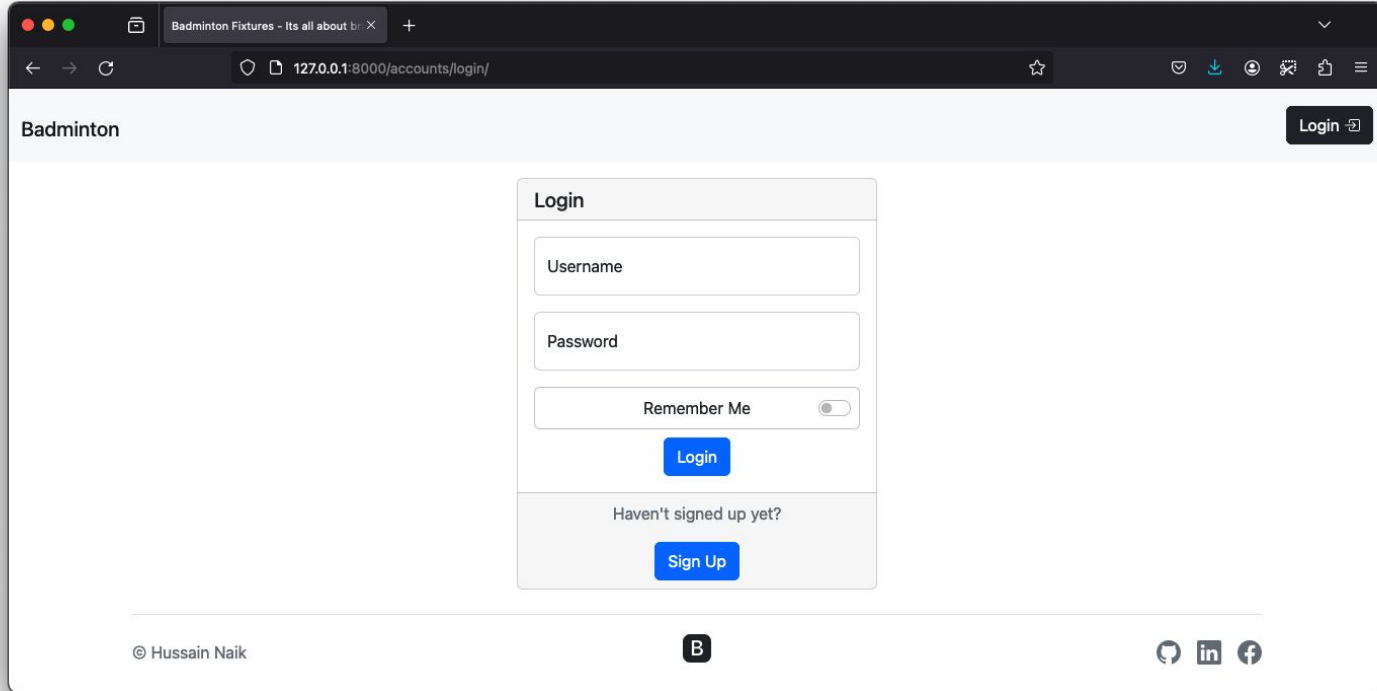 Badminton Fixtures - Its all about br
127.0.0.1:8000/accounts/login/
Badminton
Login
Login
Username
Password
Remember Me
Login
Haven't signed up yet?
Sign Up
© Hussain Naik
B
in